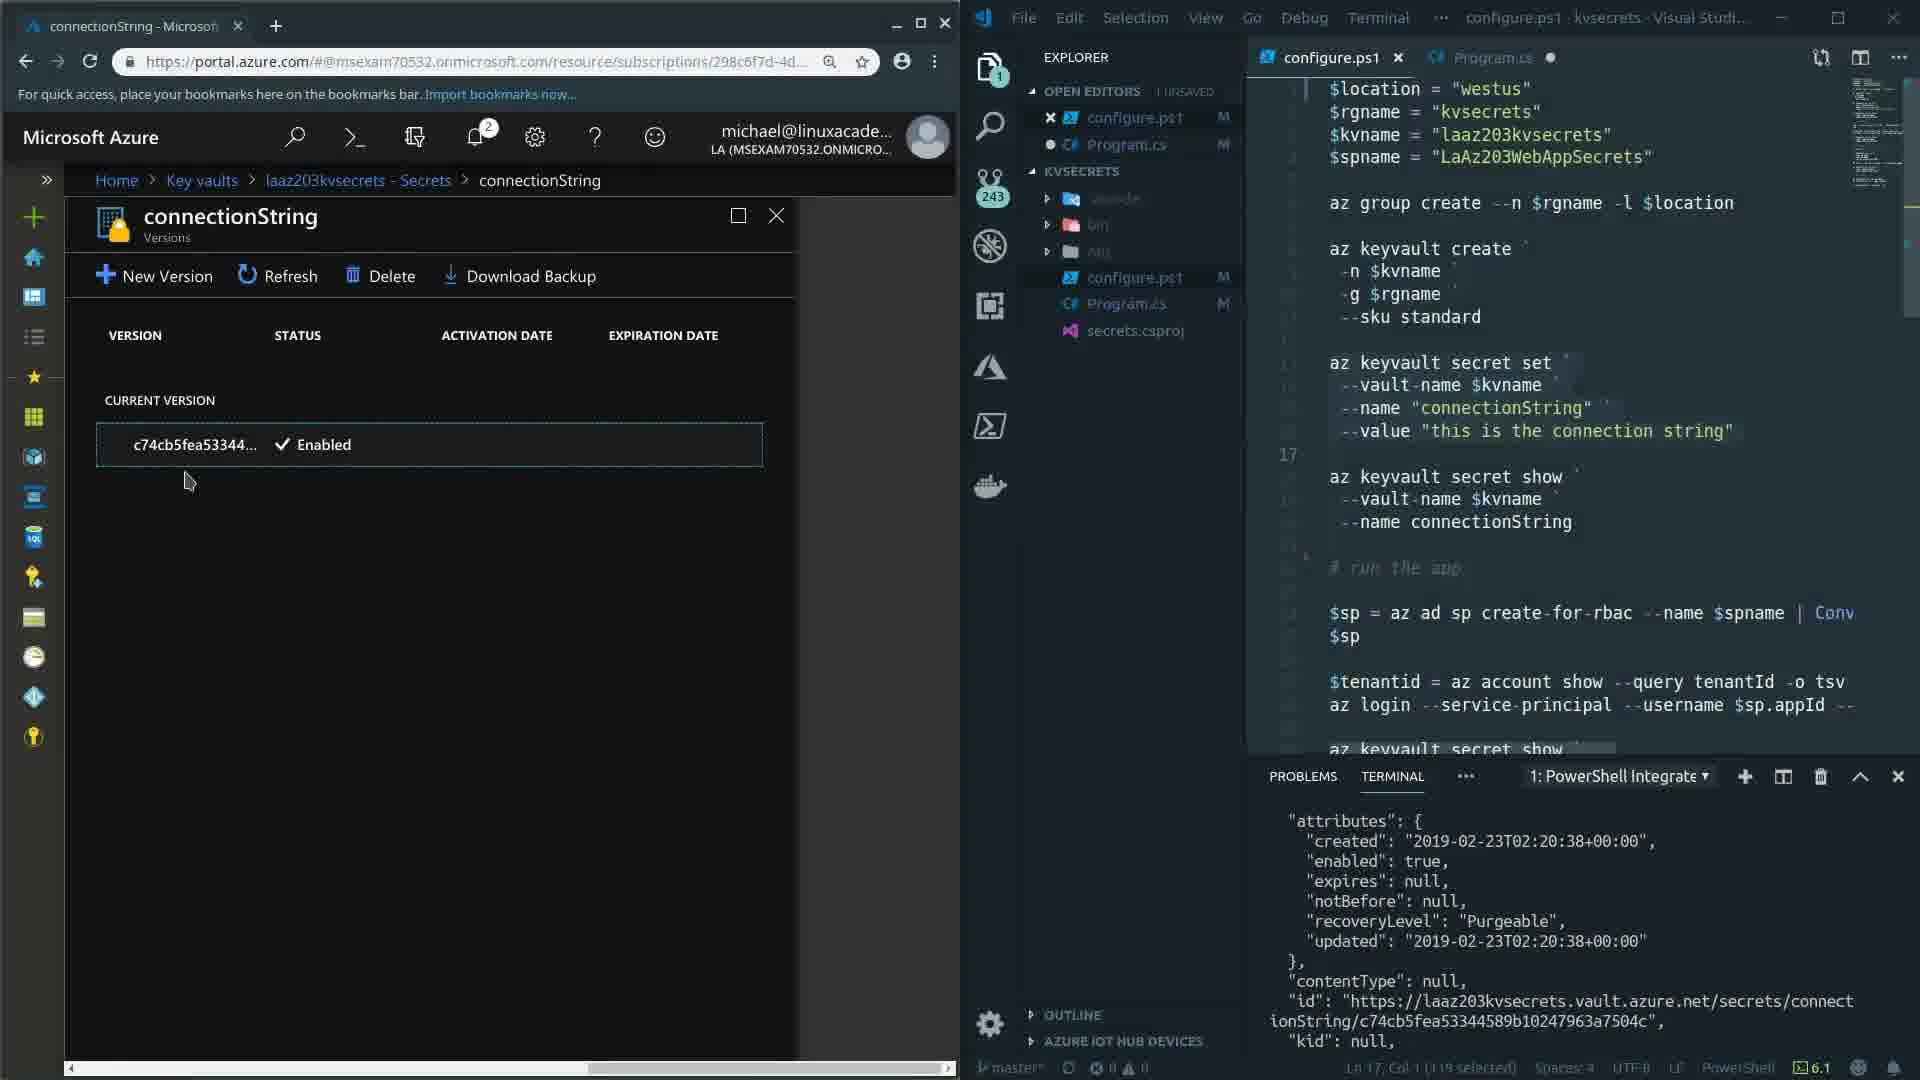 connectionString - Microsof
https://portal.azure.com/#@msexam70532.onmicrosoft.com/resource/subscriptions/298c6f7d-4d...
For quick access, place your bookmarks here on the bookmarks bar. Import bookmarks now...
Microsoft Azure
2
michael@linuxacade...
LA (MSEXAM70532.ONMICRO...
Home > Key vaults > laaz203kvsecrets - Secrets > connectionString
connectionString
Versions
New Version
Refresh
Delete
Download Backup
VERSION STATUS ACTIVATION DATE EXPIRATION DATE
CURRENT VERSION
c74cb5fea53344... Enabled
File Edit Selection View Go Debug Terminal ... configure.ps1 - kvsecrets - Visual Studi...
1
243
EXPLORER
OPEN EDITORS 1 UNSAVED
configure.ps1 M
Program.cs M
KVSECRETS
.vscode
bin
obj
configure.ps1 M
Program.cs M
secrets.csproj
OUTLINE
AZURE IOT HUB DEVICES
configure.ps1
Program.cs
$location = "westus"
$rgname = "kvsecrets"
$kvname = "laaz203kvsecrets"
$spname = "LaAz203WebAppSecrets"
az group create --n $rgname -l $location
az keyvault create `
-n $kvname `
-g $rgname `
--sku standard
az keyvault secret set `
--vault-name $kvname `
--name "connectionString" `
--value "this is the connection string"
17
az keyvault secret show `
--vault-name $kvname `
--name connectionString
# run the app
$sp = az ad sp create-for-rbac --name $spname | Conv
$sp
$tenantid = az account show --query tenantId -o tsv
az login --service-principal --username $sp.appId --
az keyvault secret show `
PROBLEMS TERMINAL ... 1: PowerShell Integrate
"attributes": {
"created": "2019-02-23T02:20:38+00:00",
"enabled": true,
"expires": null,
"notBefore": null,
"recoveryLevel": "Purgeable",
"updated": "2019-02-23T02:20:38+00:00"
},
"contentType": null,
"id": "https://laaz203kvsecrets.vault.azure.net/secrets/connect
ionString/c74cb5fea53344589b10247963a7504c",
"kid": null,
master* 0 0 Ln 17, Col 1 (119 selected) Spaces: 4 UTF-8 LF PowerShell 6.1